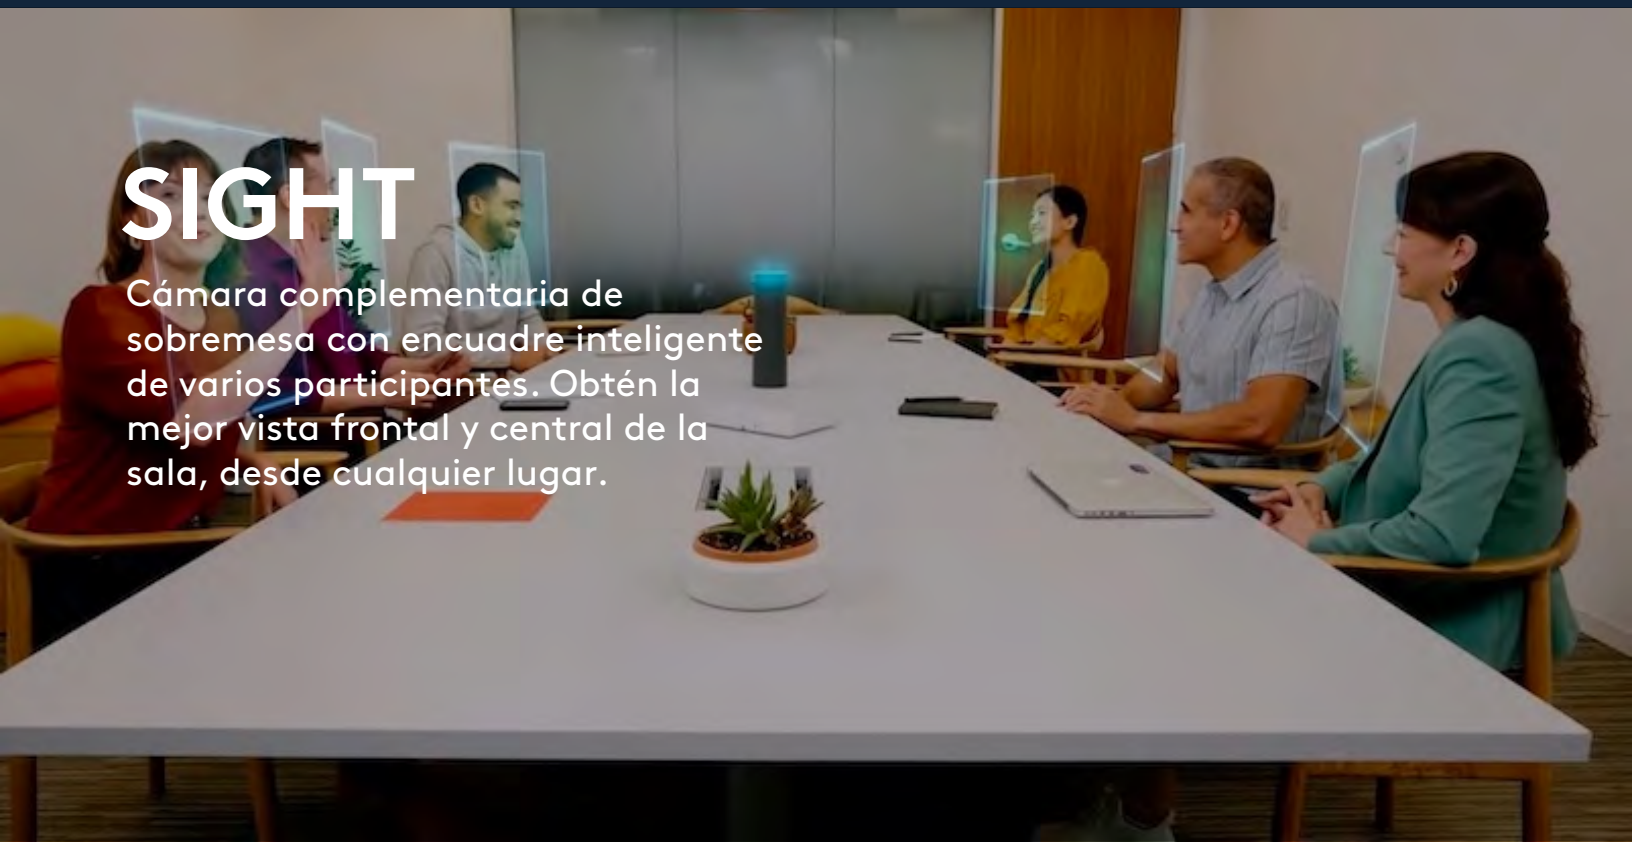 SIGHT
Cámara complementaria de
sobremesa con encuadre inteligente
de varios participantes. Obtén la
mejor vista frontal y central de la
sala, desde cualquier lugar.